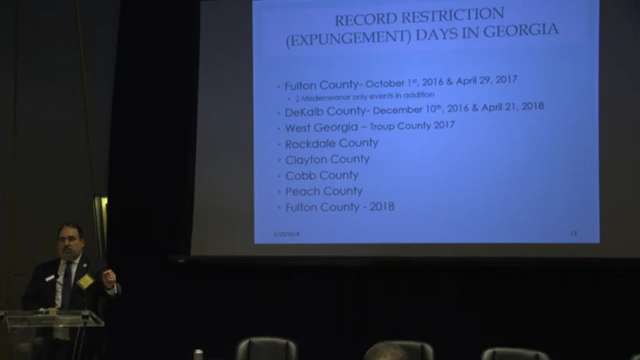 RECORD RESTRICTION
(EXPUNGEMENT) DAYS IN GEORGIA
• Fulton County- October 1st, 2016 & April 29, 2017
• 2 Misdemeanor only events in addition
• DeKalb County- December 10th, 2016 & April 21, 2018
• West Georgia – Troup County 2017
• Rockdale County
• Clayton County
• Cobb County
• Peach County
• Fulton County - 2018